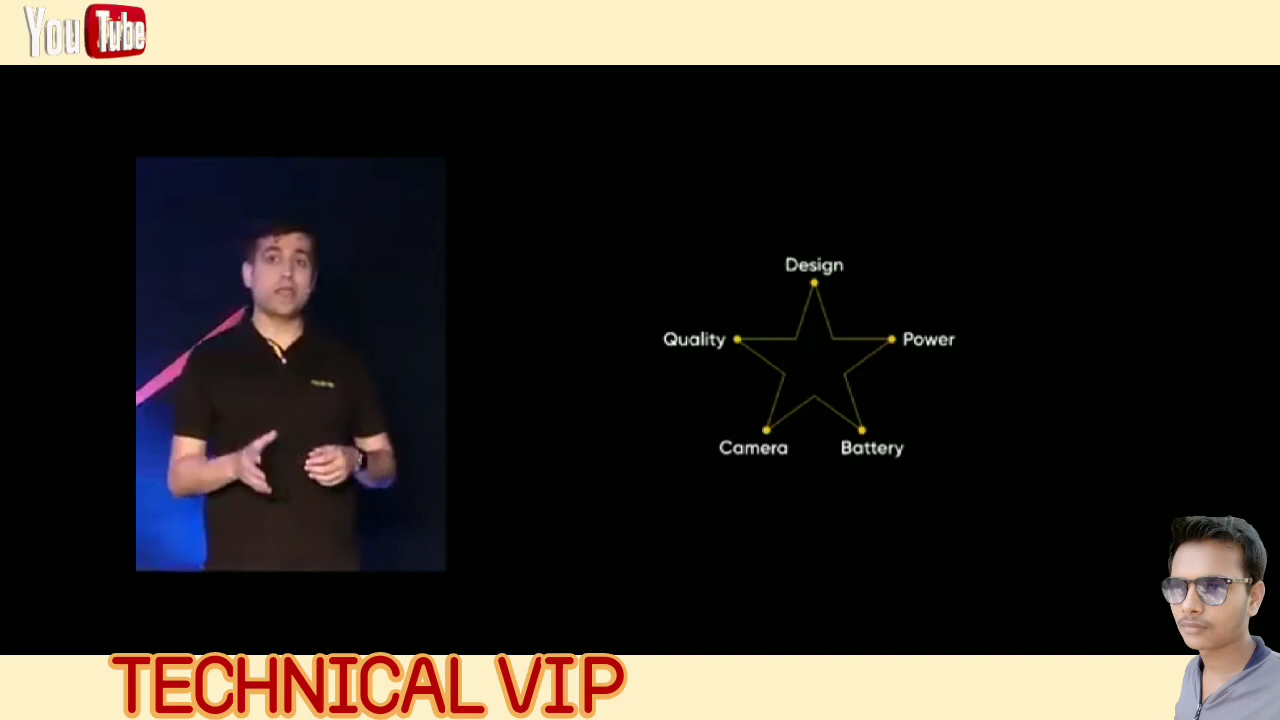 YouTube
Design
Quality
Power
Camera
Battery
TECHNICAL VIP